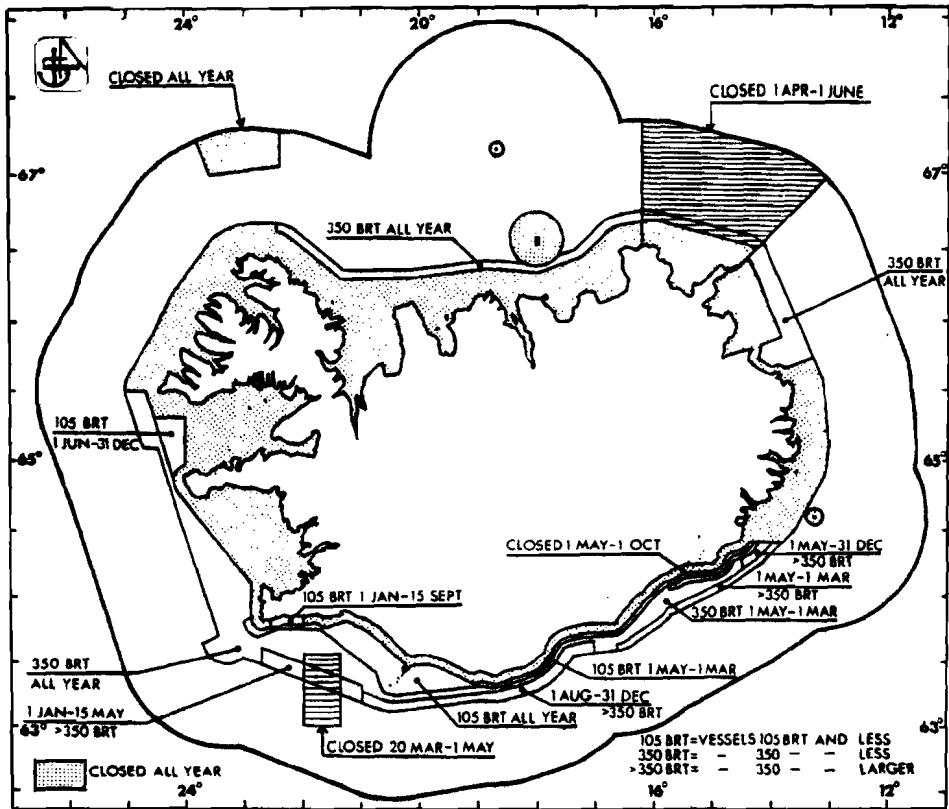 24° 20° 16° 12°
CLOSED ALL YEAR
CLOSED 1 APR-1 JUNE
67° 67°
350 BRT ALL YEAR
350 BRT
ALL YEAR
105 BRT
1 JUN-31 DEC
65° 65°
CLOSED 1 MAY-1 OCT
1 MAY-31 DEC
>350 BRT
1 MAY-1 MAR
>350 BRT
105 BRT 1 JAN-15 SEPT
350 BRT 1 MAY-1 MAR
350 BRT
ALL YEAR
105 BRT 1 MAY-1 MAR
1 AUG-31 DEC
>350 BRT
1 JAN-15 MAY
>350 BRT
105 BRT ALL YEAR
63° 63°
CLOSED 20 MAR-1 MAY
105 BRT=VESSELS 105 BRT AND LESS
350 BRT= - 350 - - LESS
>350 BRT= - 350 - - LARGER
CLOSED ALL YEAR
24° 20° 16° 12°